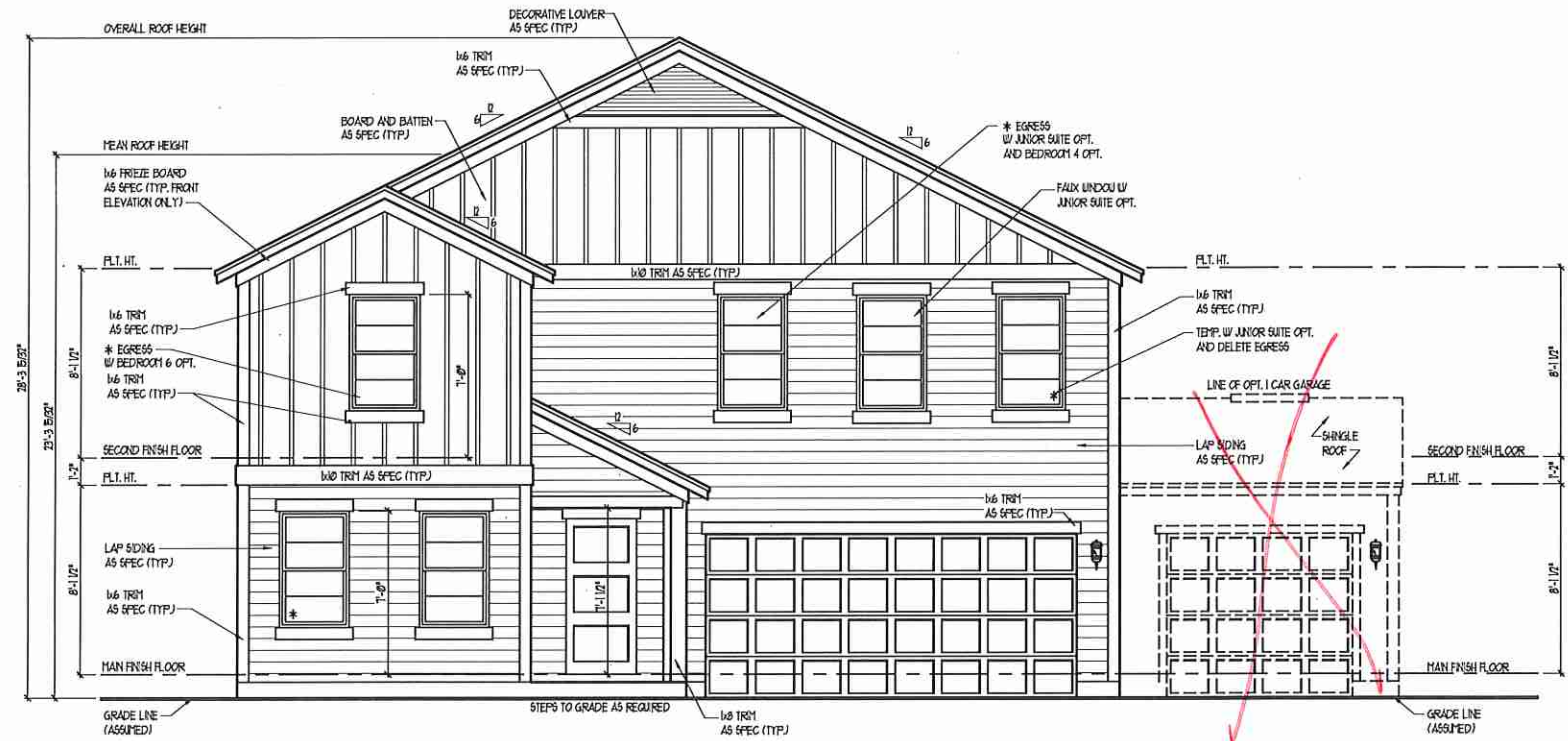 OVERALL ROOF HEIGHT
DECORATIVE LOUVER
AS SPEC (TYP.)
1x6 TRIM
AS SPEC (TYP.)
BOARD AND BATTEN
AS SPEC (TYP.)
12
6
12
6
* EGRESS
W/ JUNIOR SUITE OPT.
AND BEDROOM 4 OPT.
MEAN ROOF HEIGHT
1x6 FRIEZE BOARD
AS SPEC (TYP. FRONT
ELEVATION ONLY)
FAUX WINDOW W/
JUNIOR SUITE OPT.
12
6
PLT. HT.
1x10 TRIM AS SPEC (TYP.)
PLT. HT.
1x6 TRIM
AS SPEC (TYP.)
1x6 TRIM
AS SPEC (TYP.)
* EGRESS
W/ BEDROOM 6 OPT.
TEMP. W/ JUNIOR SUITE OPT.
AND DELETE EGRESS
1x6 TRIM
AS SPEC (TYP.)
28'-3 15/32"
8'-1 1/2"
7'-0"
8'-1 1/2"
*
LINE OF OPT. 1 CAR GARAGE
12
6
23'-3 15/32"
SHINGLE
ROOF
LAP SIDING
AS SPEC (TYP.)
SECOND FINISH FLOOR
SECOND FINISH FLOOR
1'-2"
1x10 TRIM AS SPEC (TYP.)
1'-2"
PLT. HT.
PLT. HT.
1x6 TRIM
AS SPEC (TYP.)
LAP SIDING
AS SPEC (TYP.)
8'-1 1/2"
7'-0"
7'-1 1/2"
8'-1 1/2"
1x6 TRIM
AS SPEC (TYP.)
*
MAIN FINISH FLOOR
MAIN FINISH FLOOR
STEPS TO GRADE AS REQUIRED
GRADE LINE
(ASSUMED)
1x8 TRIM
AS SPEC (TYP.)
GRADE LINE
(ASSUMED)